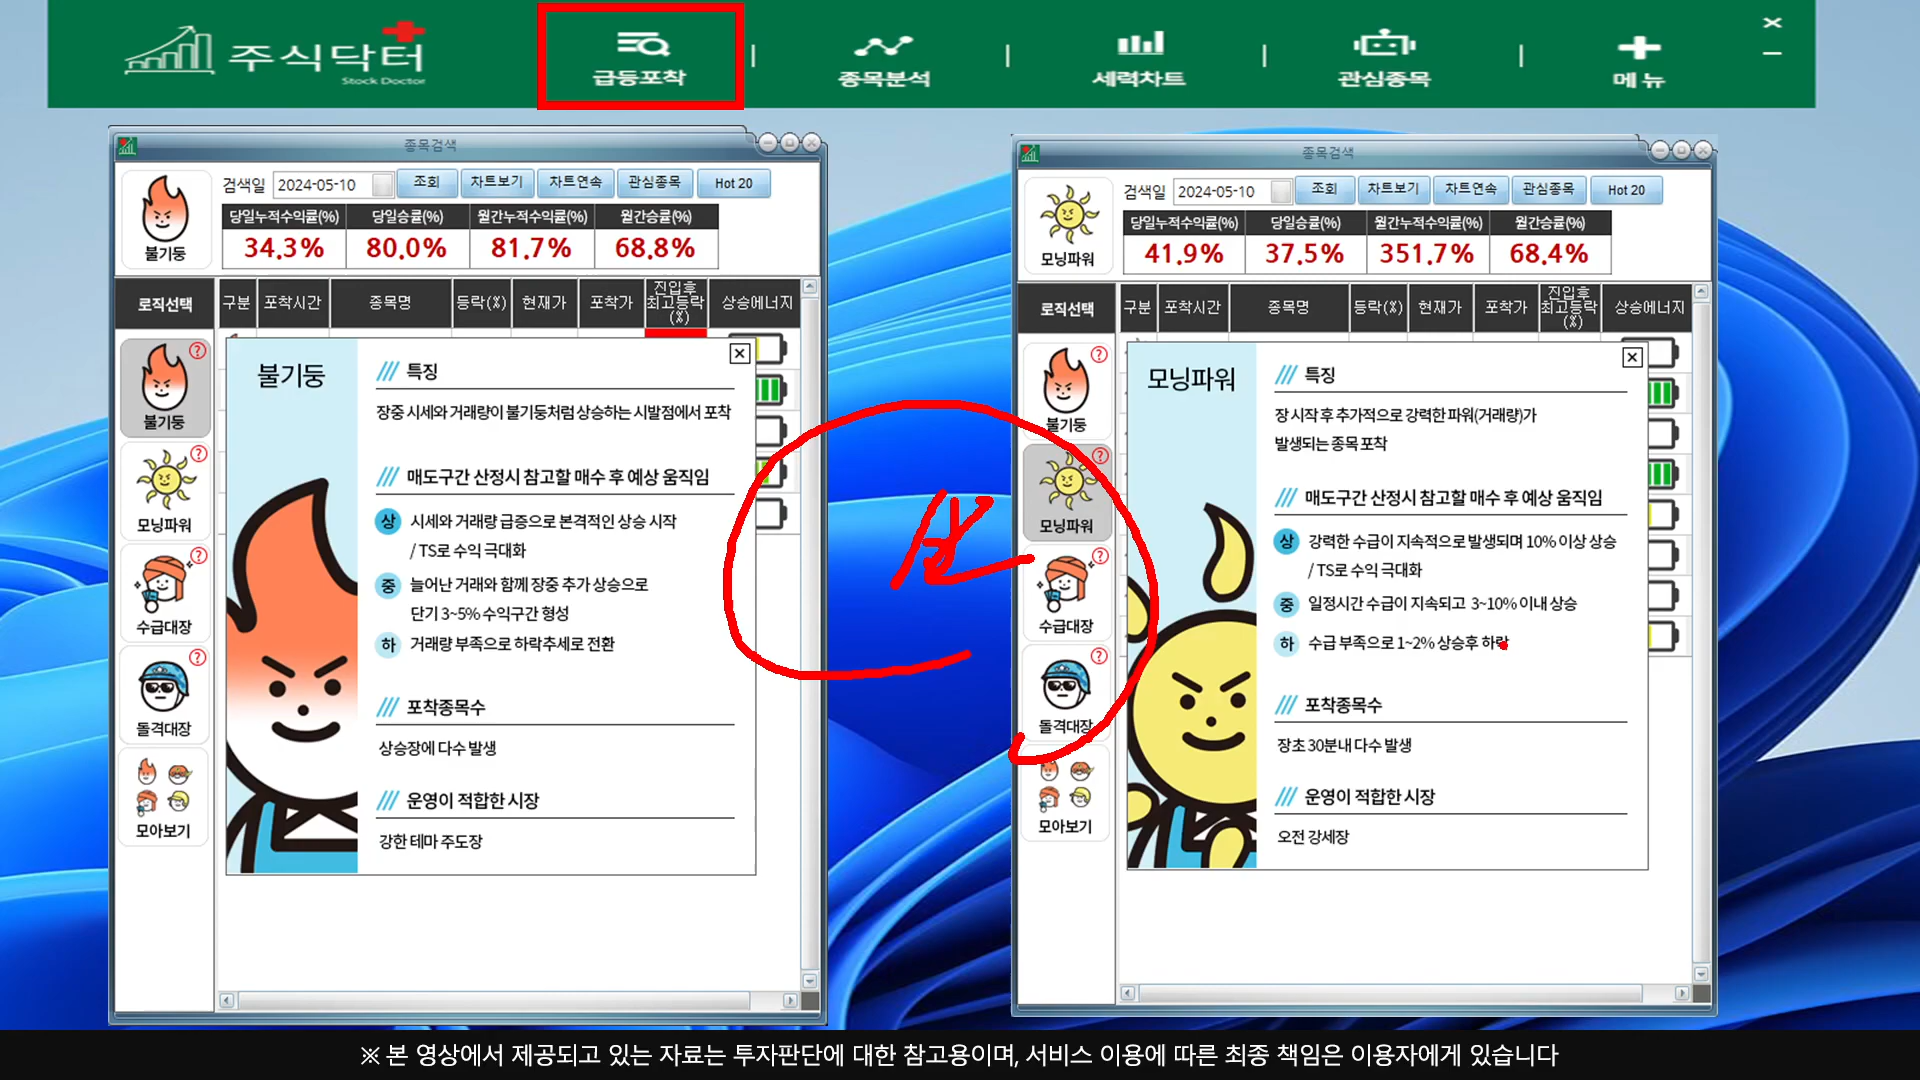 주식닥터
Stock Doctor
급등포착
종목분석
세력차트
관심종목
메뉴
종목검색
불기둥
검색일 2024-05-10 조회 차트보기 차트연속 관심종목 Hot 20
당일누적수익률(%) 당일승률(%) 월간누적수익률(%) 월간승률(%)
34.3% 80.0% 81.7% 68.8%
로직선택 구분 포착시간 종목명 등락(%) 현재가 포착가 진입후 최고등락 (%) 상승에너지
불기둥
모닝파워
수급대장
돌격대장
모아보기
불기둥
/// 특징
장중 시세와 거래량이 불기둥처럼 상승하는 시발점에서 포착
/// 매도구간 산정시 참고할 매수 후 예상 움직임
상 시세와 거래량 급증으로 본격적인 상승 시작
/ TS로 수익 극대화
중 늘어난 거래와 함께 장중 추가 상승으로
단기 3~5% 수익구간 형성
하 거래량 부족으로 하락추세로 전환
/// 포착종목수
상승장에 다수 발생
/// 운영이 적합한 시장
강한 테마 주도장
종목검색
모닝파워
검색일 2024-05-10 조회 차트보기 차트연속 관심종목 Hot 20
당일누적수익률(%) 당일승률(%) 월간누적수익률(%) 월간승률(%)
41.9% 37.5% 351.7% 68.4%
로직선택 구분 포착시간 종목명 등락(%) 현재가 포착가 진입후 최고등락 (%) 상승에너지
불기둥
모닝파워
수급대장
돌격대장
모아보기
모닝파워
/// 특징
장 시작 후 추가적으로 강력한 파워(거래량)가
발생되는 종목 포착
/// 매도구간 산정시 참고할 매수 후 예상 움직임
상 강력한 수급이 지속적으로 발생되며 10% 이상 상승
/ TS로 수익 극대화
중 일정시간 수급이 지속되고 3~10% 이내 상승
하 수급 부족으로 1~2% 상승후 하락
/// 포착종목수
장초 30분내 다수 발생
/// 운영이 적합한 시장
오전 강세장
※ 본 영상에서 제공되고 있는 자료는 투자판단에 대한 참고용이며, 서비스 이용에 따른 최종 책임은 이용자에게 있습니다